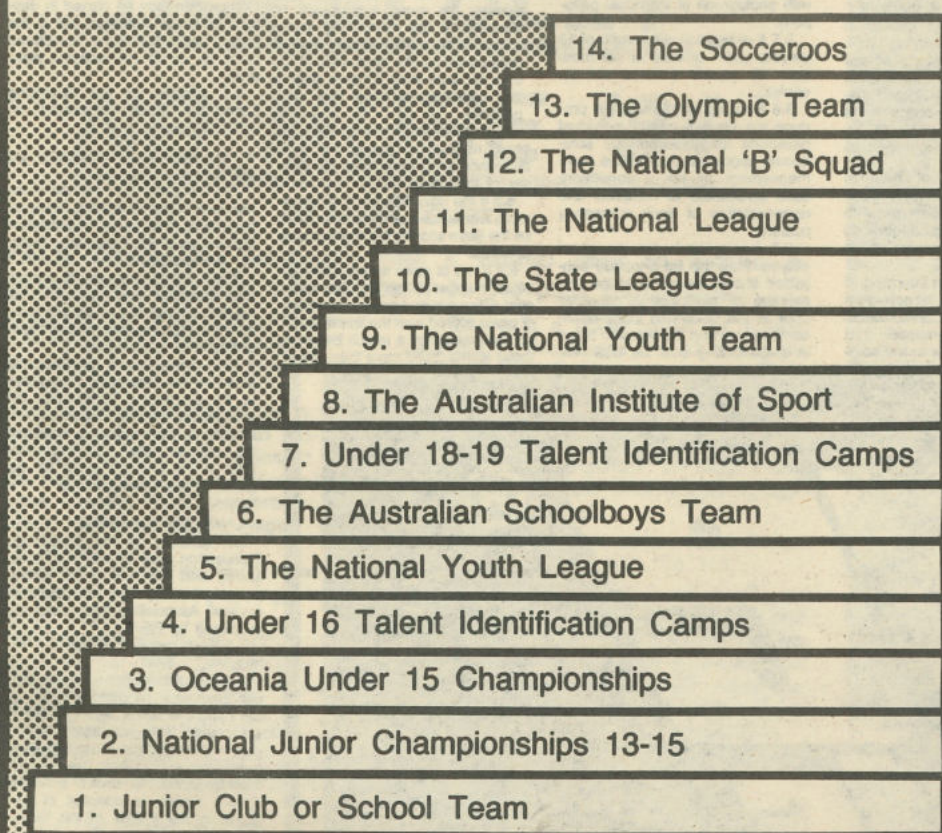 14. The Socceroos
13. The Olympic Team
12. The National ‘B’ Squad
11. The National League
10. The State Leagues
9. The National Youth Team
8. The Australian Institute of Sport
7. Under 18-19 Talent Identification Camps
6. The Australian Schoolboys Team
5. The National Youth League
4. Under 16 Talent Identification Camps
3. Oceania Under 15 Championships
2. National Junior Championships 13-15
1. Junior Club or School Team